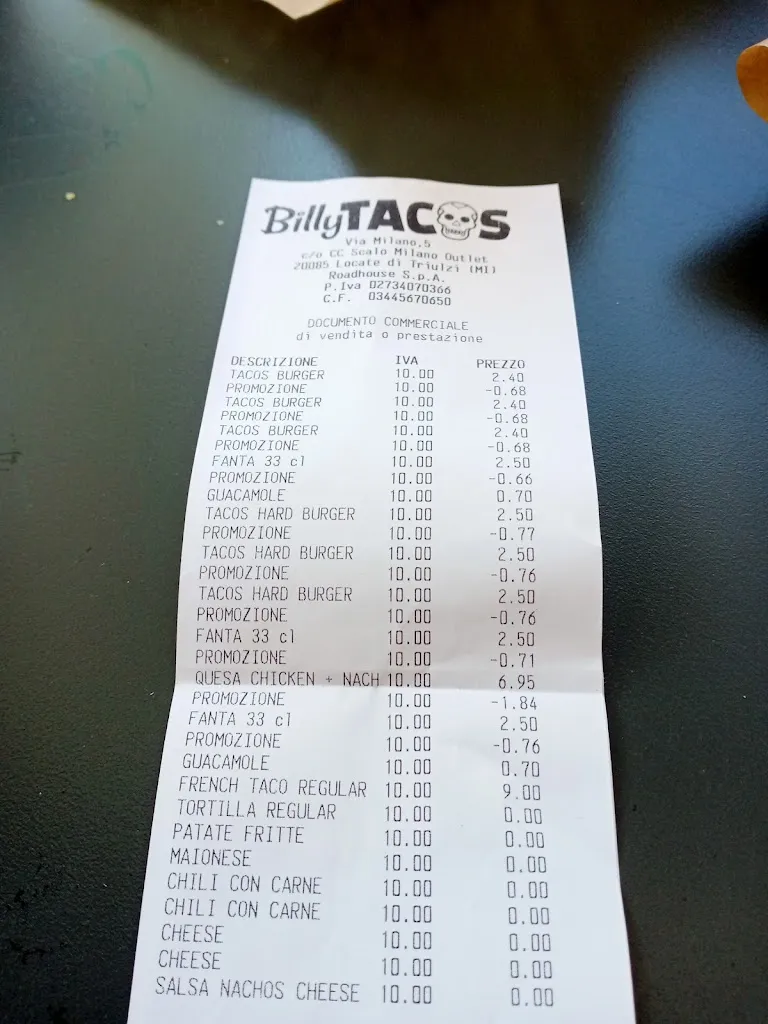 BillyTACOS
Via Milano,5
c/o CC Scalo Milano Outlet
20085 Locate di Triulzi (MI)
Roadhouse S.p.A.
P.Iva 02734070366
C.F. 03445670650
DOCUMENTO COMMERCIALE
di vendita o prestazione
DESCRIZIONE IVA PREZZO
TACOS BURGER 10.00 2.40
PROMOZIONE 10.00 -0.68
TACOS BURGER 10.00 2.40
PROMOZIONE 10.00 -0.68
TACOS BURGER 10.00 2.40
PROMOZIONE 10.00 -0.68
FANTA 33 cl 10.00 2.50
PROMOZIONE 10.00 -0.66
GUACAMOLE 10.00 0.70
TACOS HARD BURGER 10.00 2.50
PROMOZIONE 10.00 -0.77
TACOS HARD BURGER 10.00 2.50
PROMOZIONE 10.00 -0.76
TACOS HARD BURGER 10.00 2.50
PROMOZIONE 10.00 -0.76
FANTA 33 cl 10.00 2.50
PROMOZIONE 10.00 -0.71
QUESA CHICKEN + NACH 10.00 6.95
PROMOZIONE 10.00 -1.84
FANTA 33 cl 10.00 2.50
PROMOZIONE 10.00 -0.76
GUACAMOLE 10.00 0.70
FRENCH TACO REGULAR 10.00 9.00
TORTILLA REGULAR 10.00 0.00
PATATE FRITTE 10.00 0.00
MAIONESE 10.00 0.00
CHILI CON CARNE 10.00 0.00
CHILI CON CARNE 10.00 0.00
CHEESE 10.00 0.00
CHEESE 10.00 0.00
SALSA NACHOS CHEESE 10.00 0.00